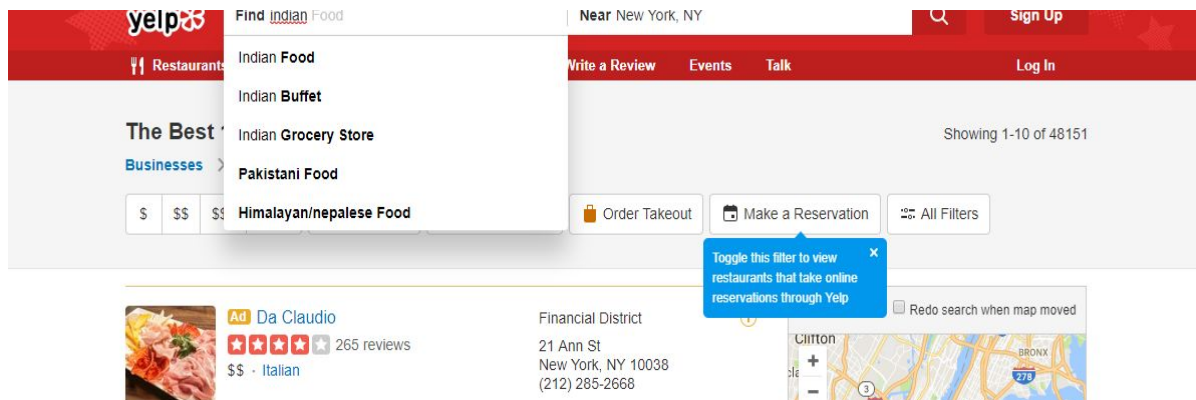 yelp
Find indian Food
Near New York, NY
Sign Up
Restaurants
Write a Review
Events
Talk
Log In
Indian Food
Indian Buffet
Indian Grocery Store
Pakistani Food
Himalayan/nepalese Food
The Best
Showing 1-10 of 48151
Businesses >
$
$$
Order Takeout
Make a Reservation
All Filters
Toggle this filter to view
restaurants that take online
reservations through Yelp
×
Ad Da Claudio
265 reviews
$$ · Italian
Financial District
21 Ann St
New York, NY 10038
(212) 285-2668
Redo search when map moved
Clifton
BRONX
278
3
+
−